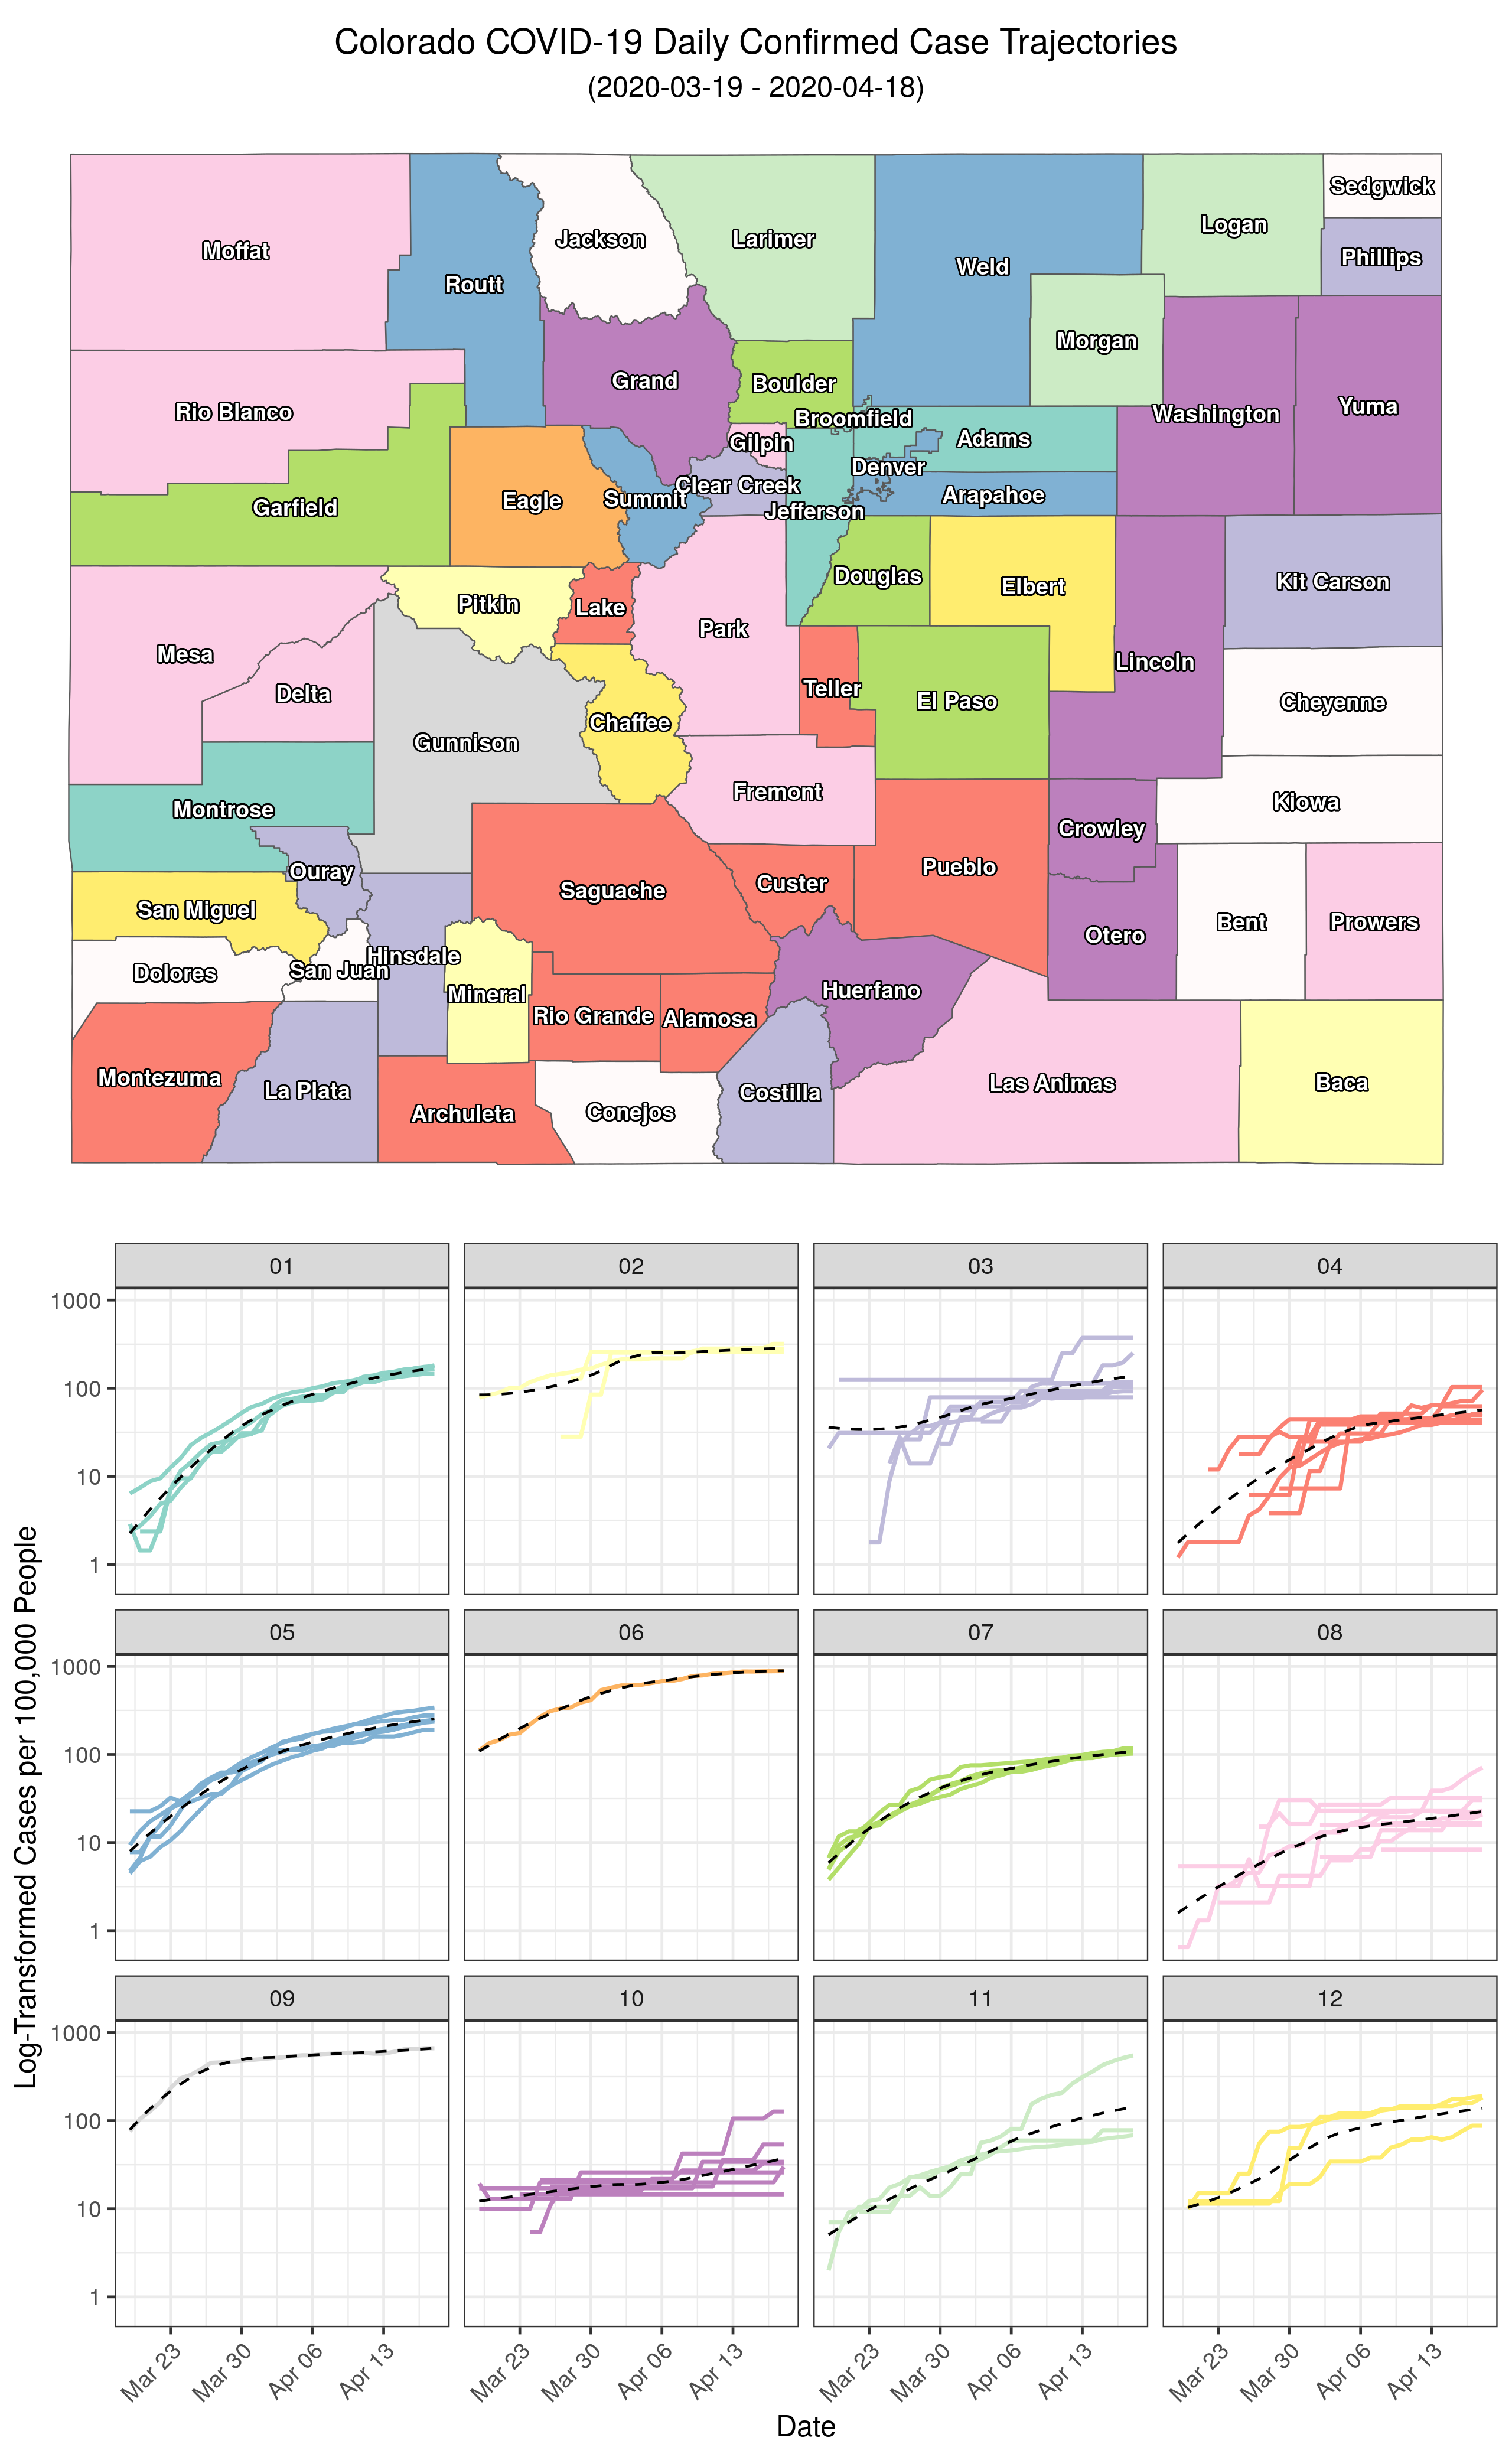 Colorado COVID-19 Daily Confirmed Case Trajectories
(2020-03-19 - 2020-04-18)
Sedgwick
Logan
Jackson
Larimer
Moffat
Phillips
Weld
Routt
Morgan
Grand
Boulder
Yuma
Rio Blanco
Broomfield
Washington
Gilpin
Adams
Denver
Clear Creek
Eagle
Summit
Arapahoe
Garfield
Jefferson
Douglas
Kit Carson
Elbert
Pitkin
Lake
Park
Mesa
Lincoln
Teller
Delta
El Paso
Cheyenne
Chaffee
Gunnison
Fremont
Kiowa
Montrose
Crowley
Pueblo
Ouray
Custer
Saguache
San Miguel
Bent
Prowers
Otero
Hinsdale
San Juan
Dolores
Huerfano
Mineral
Rio Grande
Alamosa
Montezuma
Las Animas
Baca
La Plata
Costilla
Conejos
Archuleta
Log-Transformed Cases per 100,000 People
01
02
03
04
1000
100
10
1
05
06
07
08
1000
100
10
1
09
10
11
12
1000
100
10
1
Mar 23
Mar 30
Apr 06
Apr 13
Mar 23
Mar 30
Apr 06
Apr 13
Mar 23
Mar 30
Apr 06
Apr 13
Mar 23
Mar 30
Apr 06
Apr 13
Date